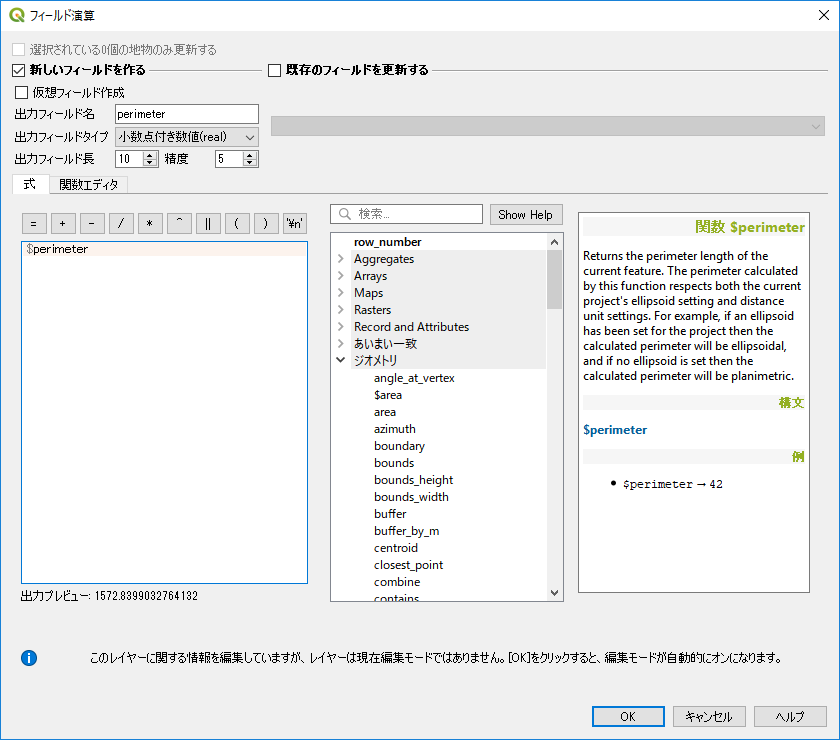 フィールド演算
選択されている0個の地物のみ更新する
新しいフィールドを作る
既存のフィールドを更新する
仮想フィールド作成
出力フィールド名 perimeter
出力フィールドタイプ 小数点付き数値(real)
出力フィールド長 10 精度 5
式 関数エディタ
= + - / * ^ || ( ) '\n'
$perimeter
出力プレビュー: 1572.8399032764132
検索... Show Help
row_number
Aggregates
Arrays
Maps
Rasters
Record and Attributes
あいまい一致
ジオメトリ
angle_at_vertex
$area
area
azimuth
boundary
bounds
bounds_height
bounds_width
buffer
buffer_by_m
centroid
closest_point
combine
contains
関数 $perimeter
Returns the perimeter length of the
current feature. The perimeter calculated
by this function respects both the current
project's ellipsoid setting and distance
unit settings. For example, if an ellipsoid
has been set for the project then the
calculated perimeter will be ellipsoidal,
and if no ellipsoid is set then the
calculated perimeter will be planimetric.
構文
$perimeter
例
• $perimeter → 42
このレイヤーに関する情報を編集していますが、レイヤーは現在編集モードではありません。[OK]をクリックすると、編集モードが自動的にオンになります。
OK キャンセル ヘルプ